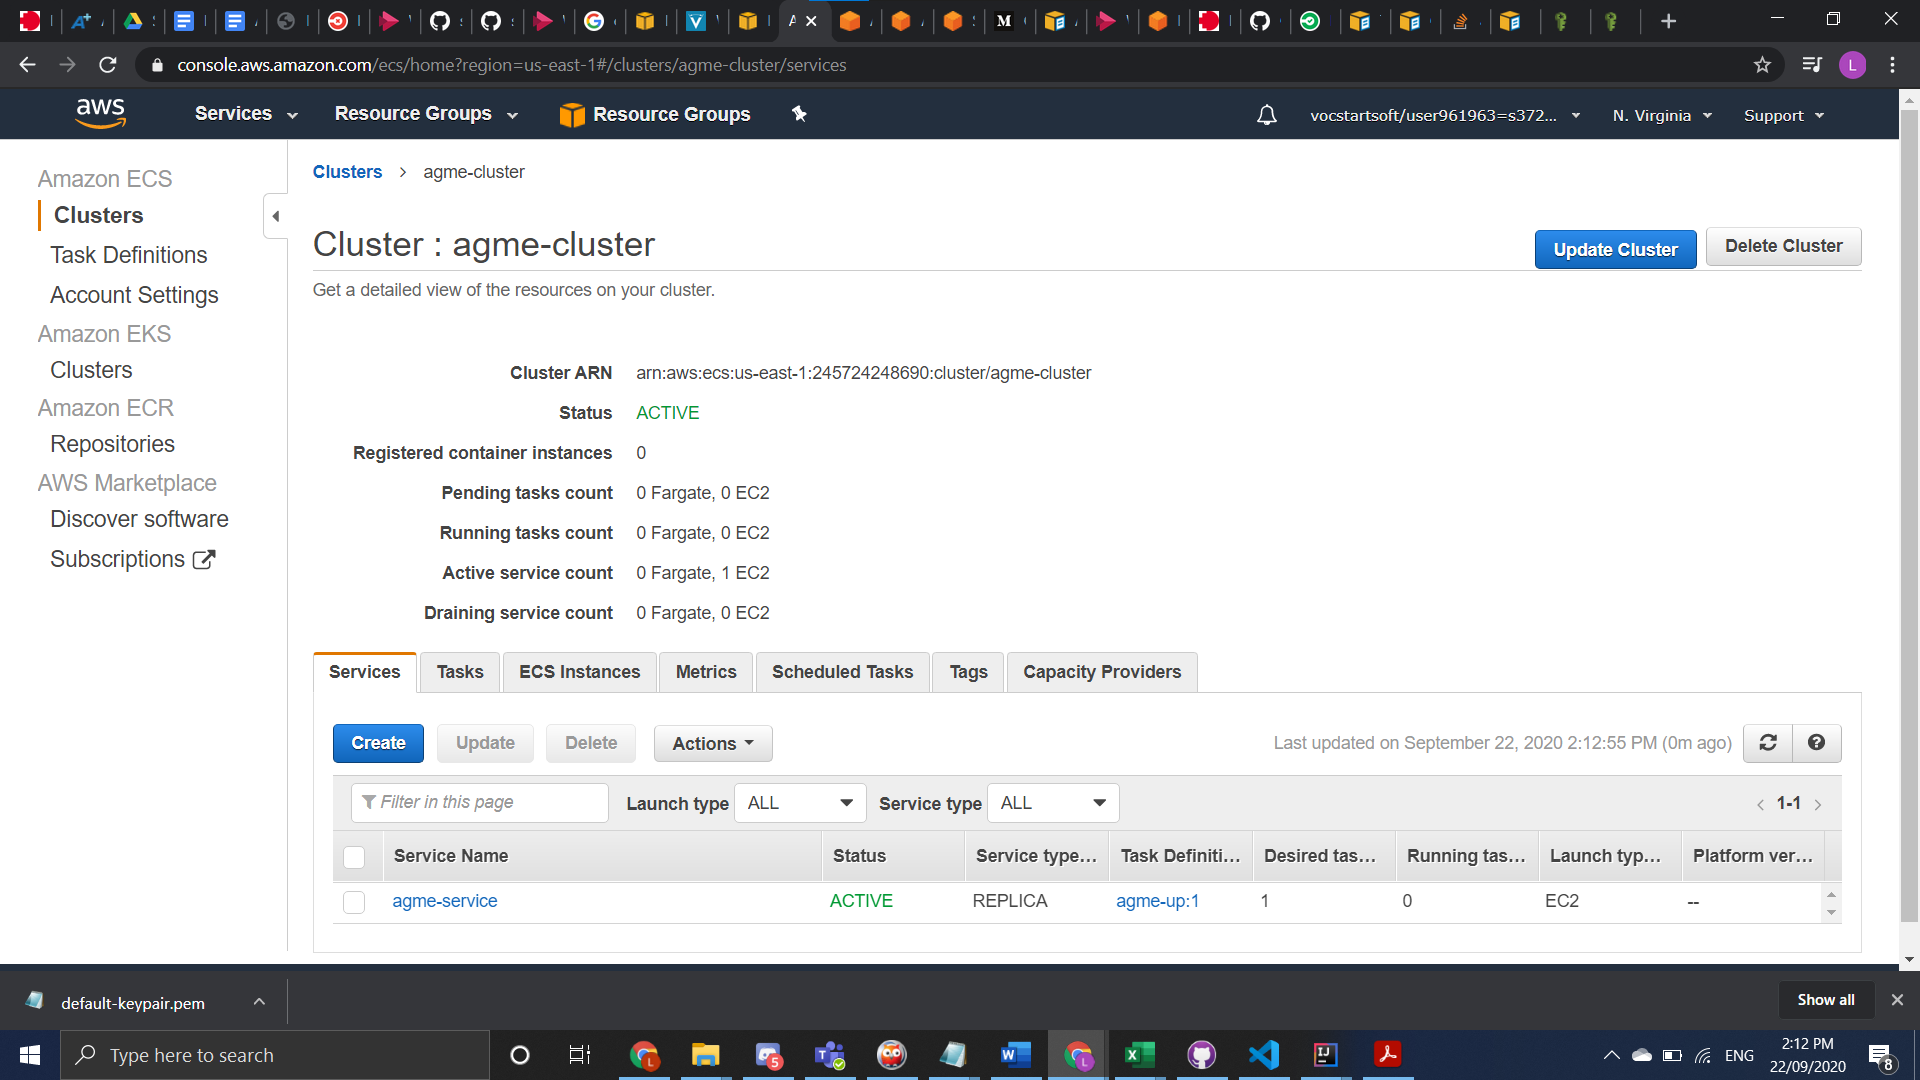 console.aws.amazon.com/ecs/home?region=us-east-1#/clusters/agme-cluster/services
L
aws
Services
Resource Groups
Resource Groups
vocstartsoft/user961963=s372...
N. Virginia
Support
Amazon ECS
Clusters
Task Definitions
Account Settings
Amazon EKS
Clusters
Amazon ECR
Repositories
AWS Marketplace
Discover software
Subscriptions
Clusters > agme-cluster
Cluster : agme-cluster
Update Cluster
Delete Cluster
Get a detailed view of the resources on your cluster.
Cluster ARN arn:aws:ecs:us-east-1:245724248690:cluster/agme-cluster
Status ACTIVE
Registered container instances 0
Pending tasks count 0 Fargate, 0 EC2
Running tasks count 0 Fargate, 0 EC2
Active service count 0 Fargate, 1 EC2
Draining service count 0 Fargate, 0 EC2
Services Tasks ECS Instances Metrics Scheduled Tasks Tags Capacity Providers
Create Update Delete Actions
Last updated on September 22, 2020 2:12:55 PM (0m ago)
Filter in this page Launch type ALL Service type ALL < 1-1 >
Service Name Status Service type... Task Definiti... Desired tas... Running tas... Launch typ... Platform ver...
agme-service ACTIVE REPLICA agme-up:1 1 0 EC2 --
default-keypair.pem
Show all
Type here to search
ENG
2:12 PM
22/09/2020
8